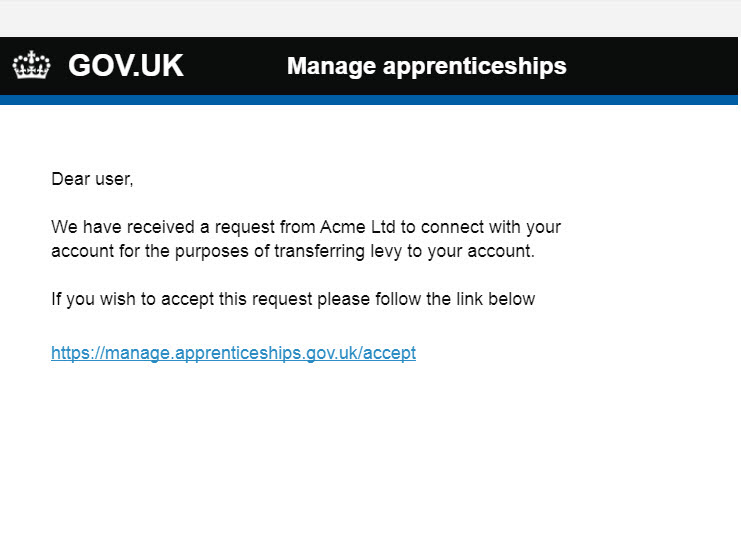 GOV.UK Manage apprenticeships
Dear user,
We have received a request from Acme Ltd to connect with your
account for the purposes of transferring levy to your account.
If you wish to accept this request please follow the link below
https://manage.apprenticeships.gov.uk/accept